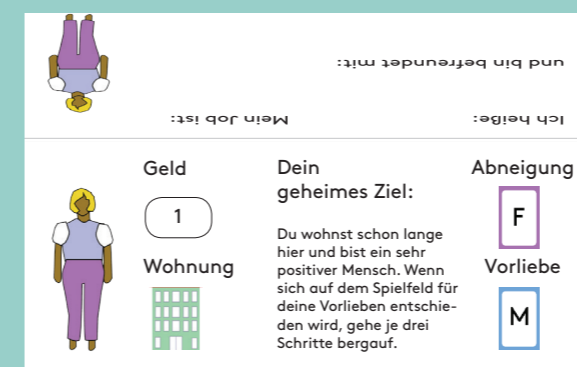 Ich heiße:
Mein Job ist:
und bin befreundet mit:
Geld
1
Wohnung
Dein
geheimes Ziel:
Du wohnst schon lange
hier und bist ein sehr
positiver Mensch. Wenn
sich auf dem Spielfeld für
deine Vorlieben entschie-
den wird, gehe je drei
Schritte bergauf.
Abneigung
F
Vorliebe
M